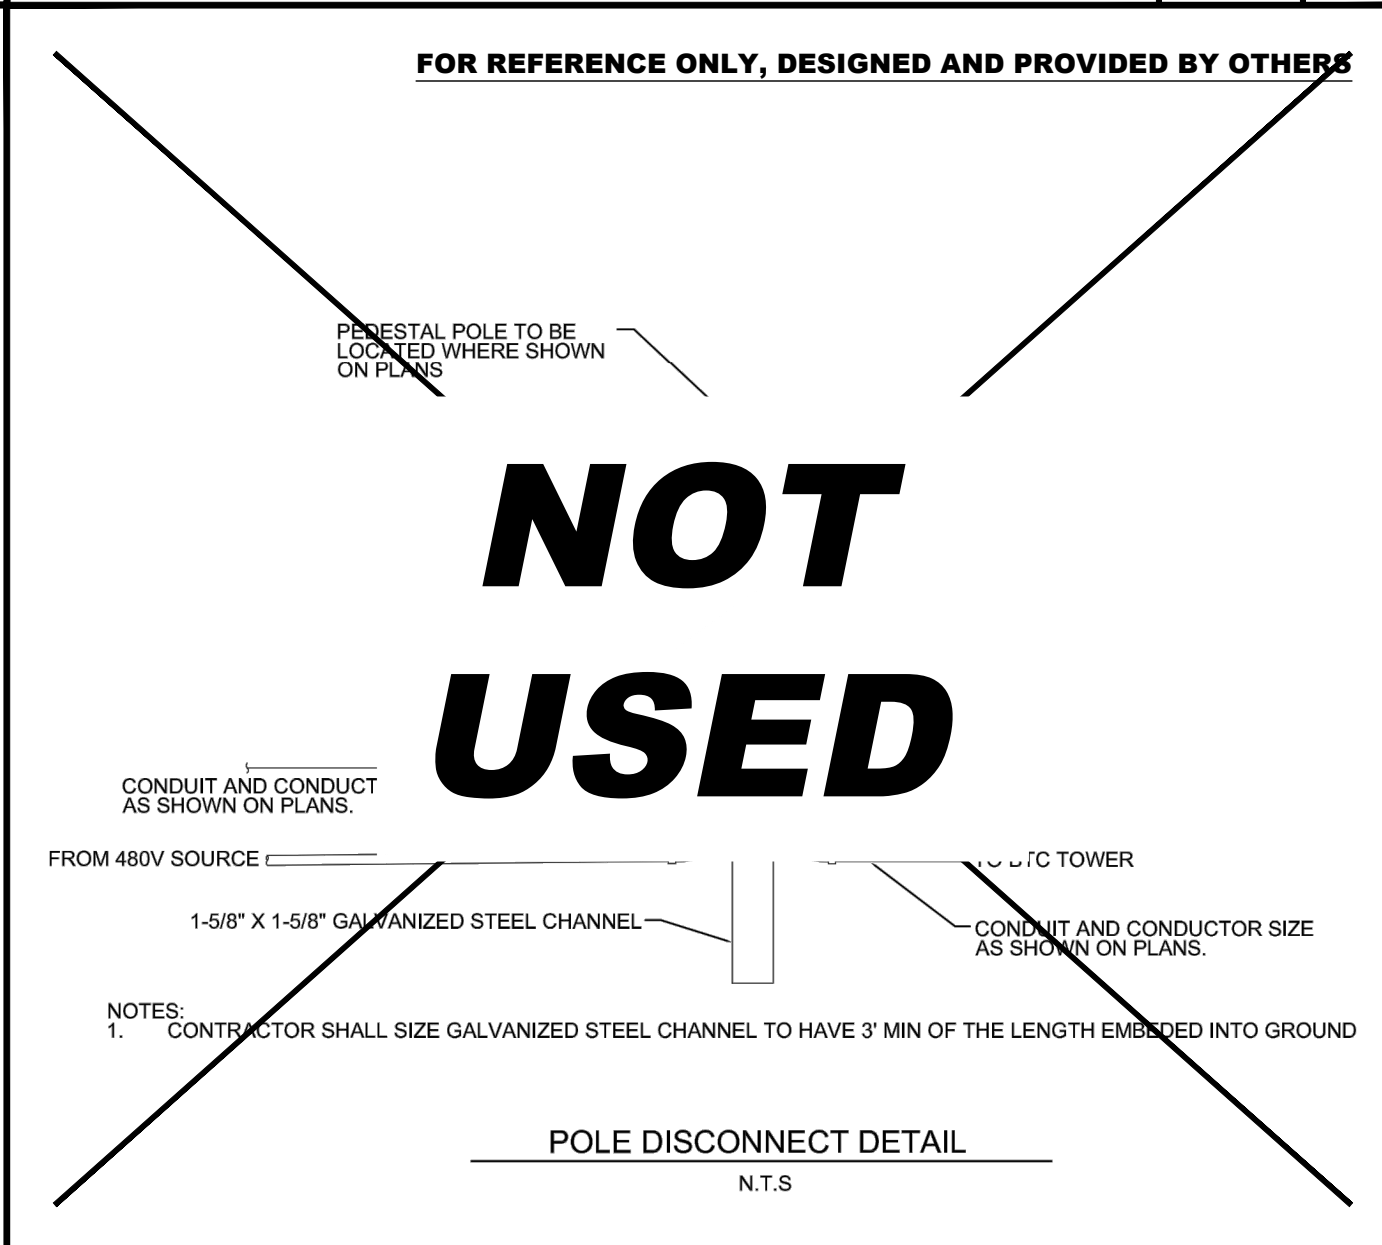 FOR REFERENCE ONLY, DESIGNED AND PROVIDED BY OTHERS
PEDESTAL POLE TO BE
LOCATED WHERE SHOWN
ON PLANS
NOT
USED
CONDUIT AND CONDUCT
AS SHOWN ON PLANS.
FROM 480V SOURCE
TOWER
1-5/8" X 1-5/8" GALVANIZED STEEL CHANNEL
CONDUIT AND CONDUCTOR SIZE
AS SHOWN ON PLANS.
NOTES:
1. CONTRACTOR SHALL SIZE GALVANIZED STEEL CHANNEL TO HAVE 3' MIN OF THE LENGTH EMBEDED INTO GROUND
POLE DISCONNECT DETAIL
N.T.S